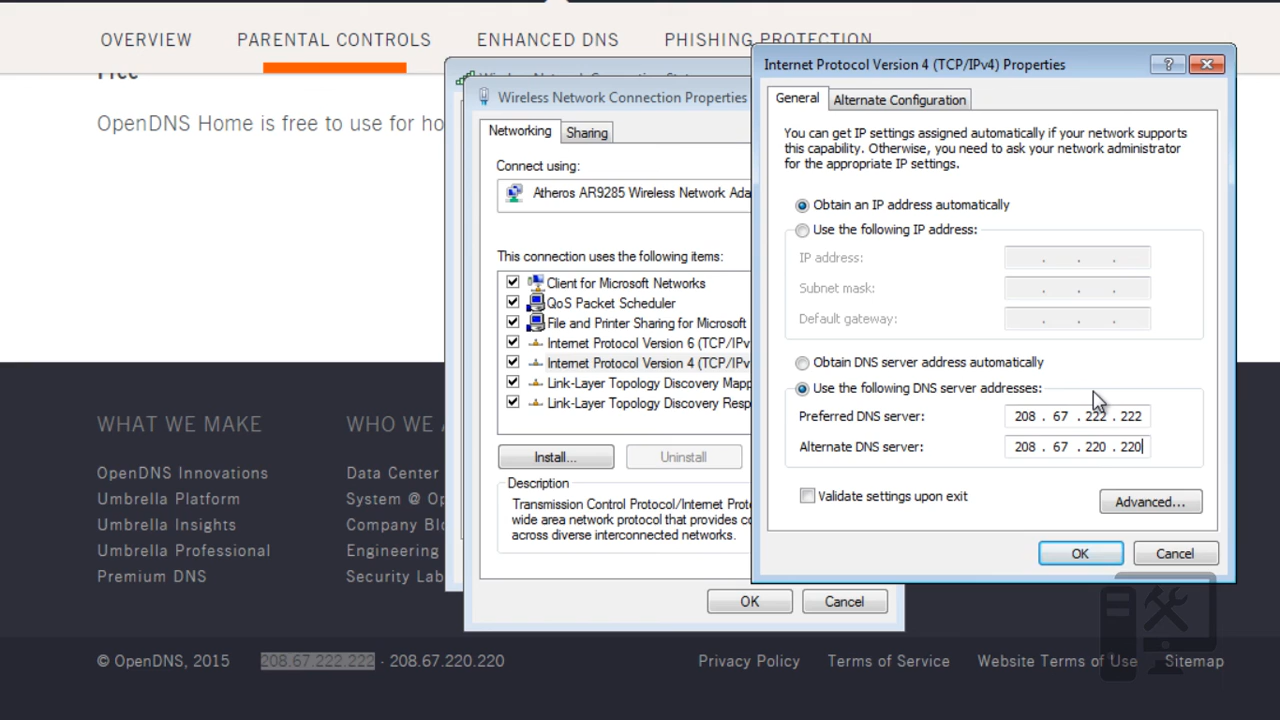 OVERVIEW
PARENTAL CONTROLS
ENHANCED DNS
PHISHING PROTECTION
Free
OpenDNS Home is free to use for ho
Wireless Network Connection Status
Wireless Network Connection Properties
Networking
Sharing
Connect using:
Atheros AR9285 Wireless Network Ada
This connection uses the following items:
Client for Microsoft Networks
QoS Packet Scheduler
File and Printer Sharing for Microsoft
Internet Protocol Version 6 (TCP/IPv
Internet Protocol Version 4 (TCP/IPv
Link-Layer Topology Discovery Mapp
Link-Layer Topology Discovery Resp
Install...
Uninstall
Description
Transmission Control Protocol/Internet Prot
wide area network protocol that provides co
across diverse interconnected networks.
OK
Cancel
Internet Protocol Version 4 (TCP/IPv4) Properties
General
Alternate Configuration
You can get IP settings assigned automatically if your network supports
this capability. Otherwise, you need to ask your network administrator
for the appropriate IP settings.
Obtain an IP address automatically
Use the following IP address:
IP address:
Subnet mask:
Default gateway:
Obtain DNS server address automatically
Use the following DNS server addresses:
Preferred DNS server: 208 . 67 . 222 . 222
Alternate DNS server: 208 . 67 . 220 . 220
Validate settings upon exit
Advanced...
OK
Cancel
WHAT WE MAKE
OpenDNS Innovations
Umbrella Platform
Umbrella Insights
Umbrella Professional
Premium DNS
WHO WE A
Data Center
System @ Op
Company Blo
Engineering
Security Lab
© OpenDNS, 2015 208.67.222.222 - 208.67.220.220
Privacy Policy
Terms of Service
Website Terms of Use
Sitemap